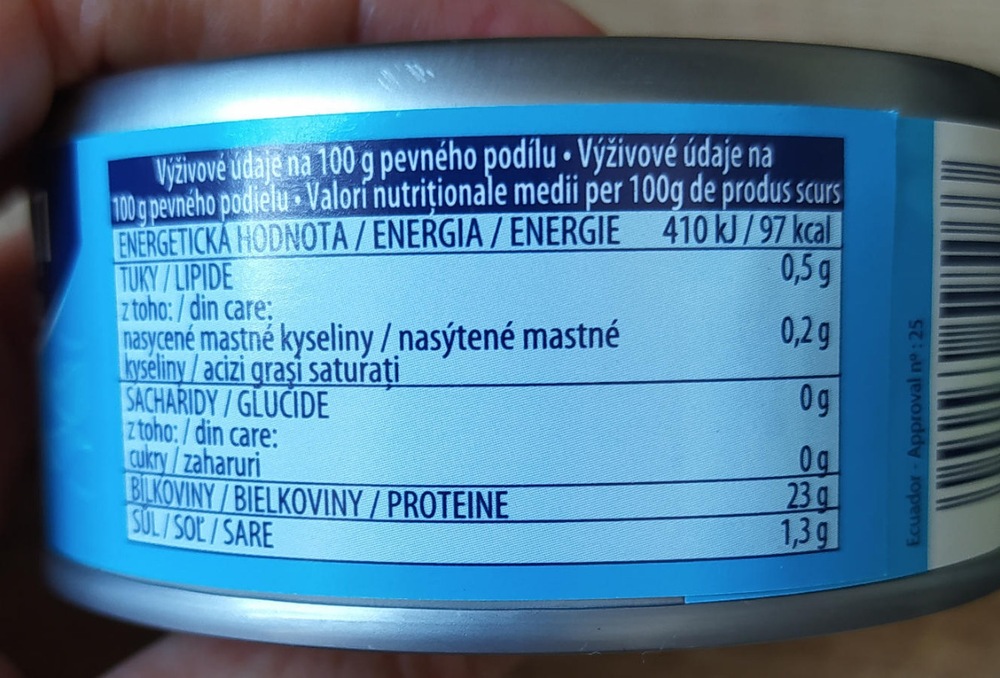 Výživové údaje na 100 g pevného podílu • Výživové údaje na
100 g pevného podielu • Valori nutriționale medii per 100g de produs scurs
ENERGETICKÁ HODNOTA / ENERGIA / ENERGIE 410 kJ / 97 kcal
TUKY / LIPIDE 0,5 g
z toho: / din care:
nasycené mastné kyseliny / nasýtené mastné 0,2 g
kyseliny / acizi grași saturați
SACHARIDY / GLUCIDE 0 g
z toho: / din care:
cukry / zaharuri 0 g
BÍLKOVINY / BIELKOVINY / PROTEINE 23 g
SŮL / SOĽ / SARE 1,3 g
Ecuador - Approval nº : 25